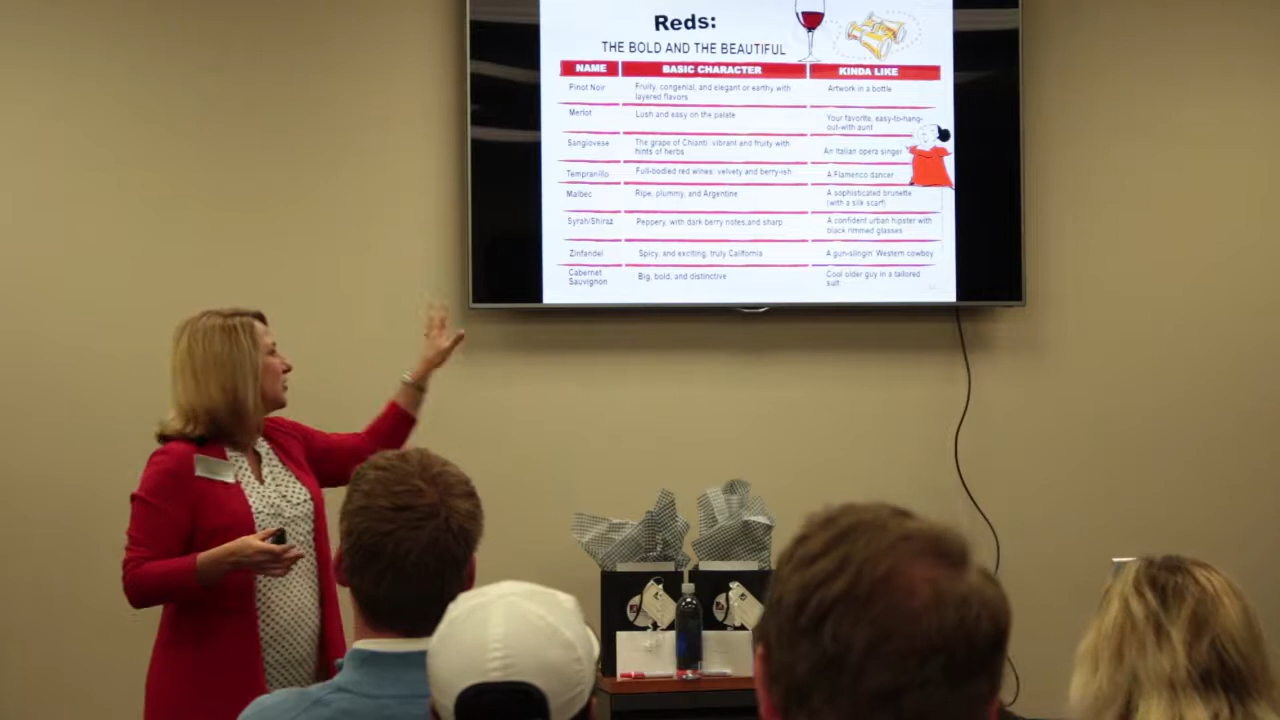 Reds:
THE BOLD AND THE BEAUTIFUL
NAME BASIC CHARACTER KINDA LIKE
Pinot Noir Fruity, congenial, and elegant or earthy with layered flavors Artwork in a bottle
Merlot Lush and easy on the palate Your favorite, easy-to-hang-out-with aunt
Sangiovese The grape of Chianti: vibrant and fruity with hints of herbs An Italian opera singer
Tempranillo Full-bodied red wines: velvety and berry-ish A Flamenco dancer
Malbec Ripe, plummy, and Argentine A sophisticated brunette (with a silk scarf)
Syrah/Shiraz Peppery, with dark berry notes,and sharp A confident urban hipster with black rimmed glasses
Zinfandel Spicy, and exciting, truly California A gun-slingin' Western cowboy
Cabernet Sauvignon Big, bold, and distinctive Cool older guy in a tailored suit